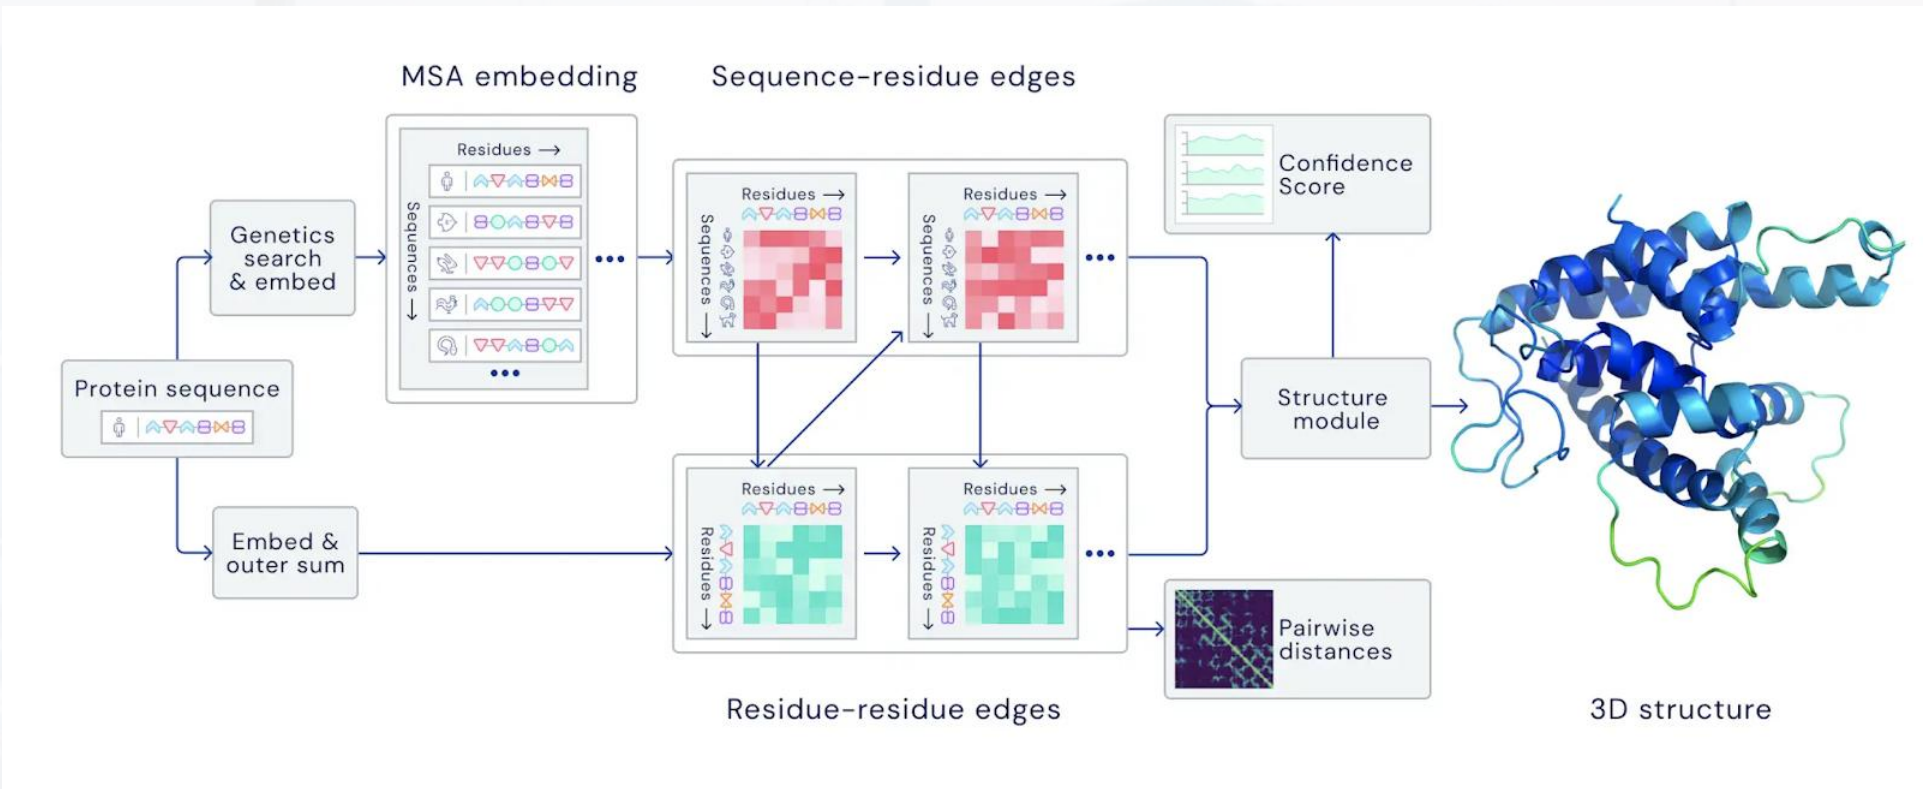 MSA embedding
Sequence-residue edges
Residues →
Sequences →
Genetics
search
& embed
Protein sequence
Embed &
outer sum
Residues →
Sequences →
Residues →
Sequences →
Residues →
Residues →
Residues →
Residues →
Residue-residue edges
Confidence
Score
Structure
module
Pairwise
distances
3D structure